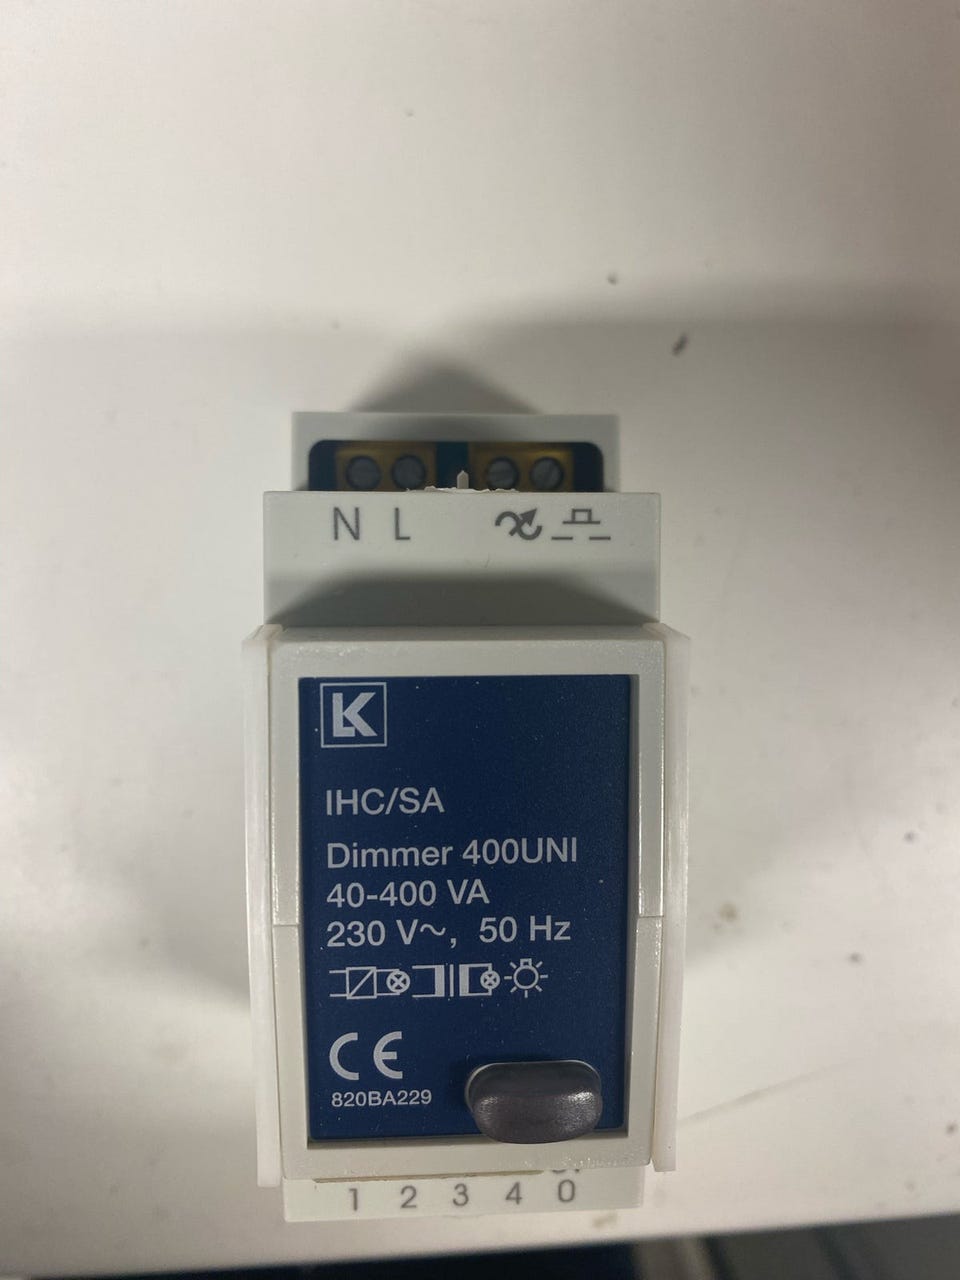 N L
LK
IHC/SA
Dimmer 400UNI
40-400 VA
230 V~, 50 Hz
CE
820BA229
1 2 3 4 0